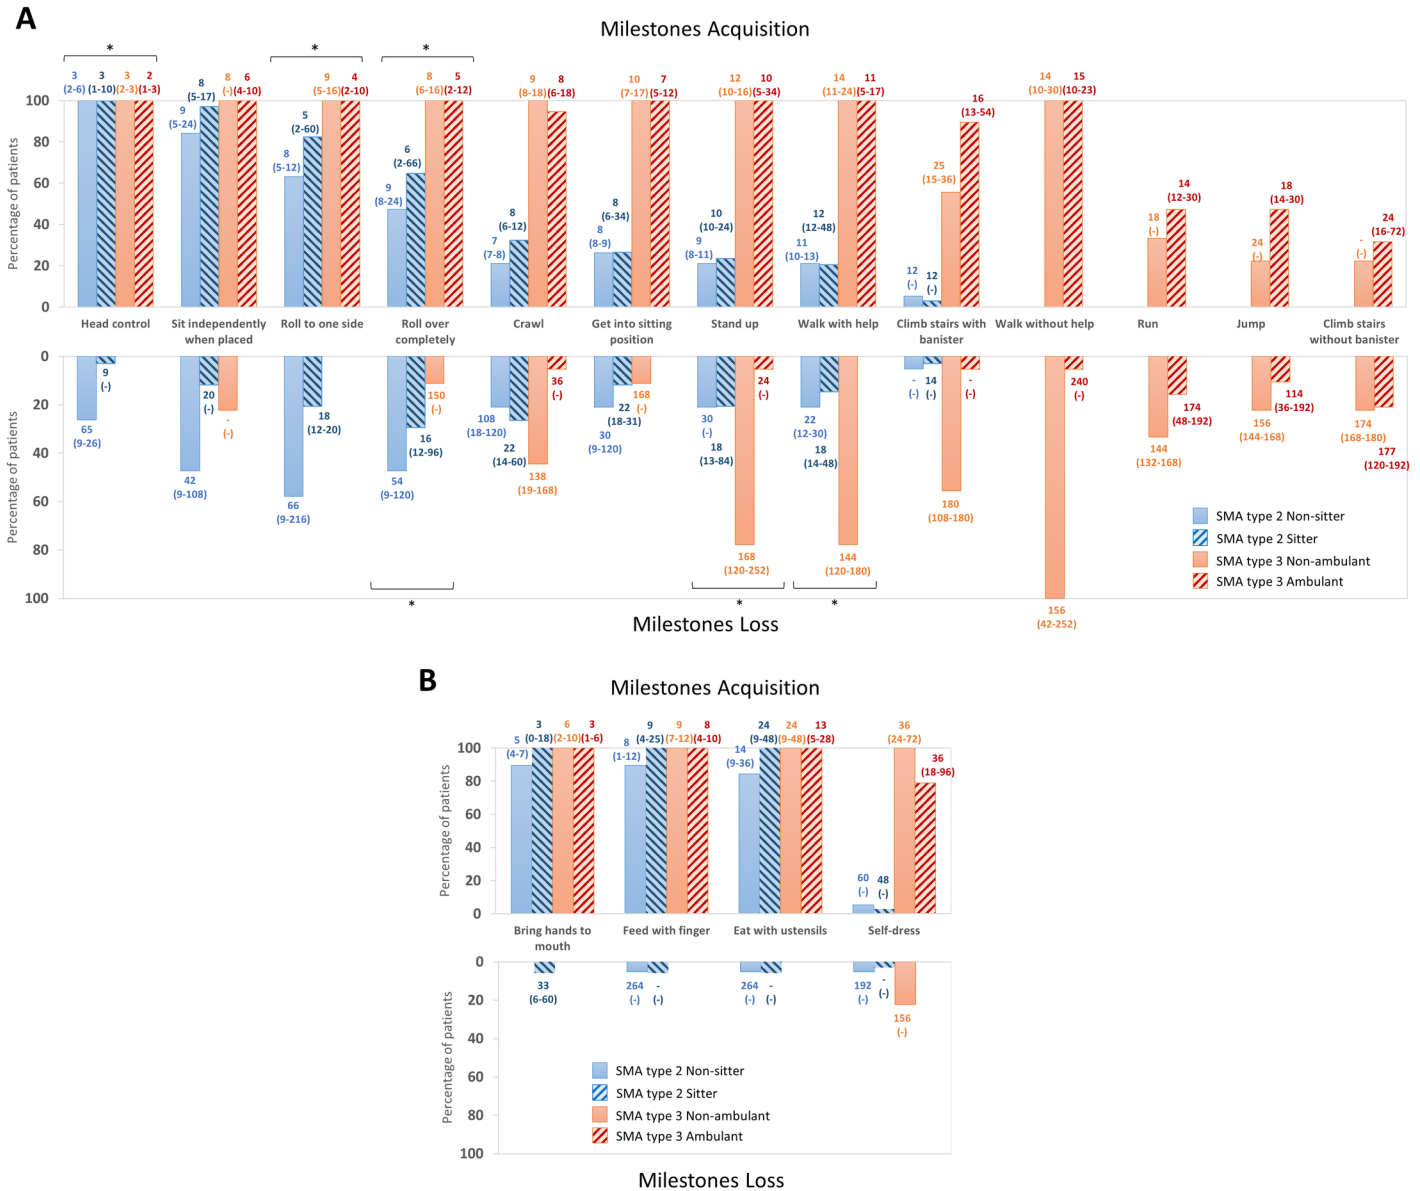 A
Milestones Acquisition
* * *
3 3 3 2 8 8 6 9 4 8 5 9 8 10 7 12 10 14 11 14 15
(2-6) (1-10) (2-3) (1-3) (5-17) (-) (4-10) (5-16) (2-10) (6-16) (2-12) (8-18) (6-18) (7-17) (5-12) (10-16) (5-34) (11-24) (5-17) (10-30) (10-23)
9 5 6 8 8 10 12 25 16 14 18 24
(5-24) (2-60) (2-66) (6-12) (6-34) (10-24) (12-48) (15-36) (13-54) (12-30) (14-30) (16-72)
8 9 7 8 9 11 12 12 18 24 -
(5-12) (8-24) (7-8) (8-9) (8-11) (10-13) (-) (-) (-) (-) (-)
Percentage of patients
100
80
60
40
20
0
Head control
Sit independently
when placed
Roll to one side
Roll over
completely
Crawl
Get into sitting
position
Stand up
Walk with help
Climb stairs with
banister
Walk without help
Run
Jump
Climb stairs
without banister
Percentage of patients
0
20
40
60
80
100
65
(9-26)
9
(-)
42
(9-108)
20
(-)
-
(-)
66
(9-216)
18
(12-20)
54
(9-120)
16
(12-96)
150
(-)
108
(18-120)
22
(14-60)
138
(19-168)
36
(-)
30
(9-120)
22
(18-31)
168
(-)
30
(-)
18
(13-84)
168
(120-252)
24
(-)
22
(12-30)
18
(14-48)
144
(120-180)
-
(-)
14
(-)
180
(108-180)
-
(-)
156
(42-252)
240
(-)
144
(132-168)
174
(48-192)
156
(144-168)
114
(36-192)
174
(168-180)
177
(120-192)
SMA type 2 Non-sitter
SMA type 2 Sitter
SMA type 3 Non-ambulant
SMA type 3 Ambulant
* * *
Milestones Loss
B
Milestones Acquisition
5
(4-7)
3
(0-18)
6
(2-10)
3
(1-6)
8
(1-12)
9
(4-25)
9
(7-12)
8
(4-10)
14
(9-36)
24
(9-48)
24
(9-48)
13
(5-28)
60
(-)
48
(-)
36
(24-72)
36
(18-96)
Percentage of patients
100
80
60
40
20
0
Bring hands to
mouth
Feed with finger
Eat with ustensils
Self-dress
Percentage of patients
0
20
40
60
80
100
33
(6-60)
264
(-)
-
(-)
264
(-)
-
(-)
192
(-)
-
(-)
156
(-)
SMA type 2 Non-sitter
SMA type 2 Sitter
SMA type 3 Non-ambulant
SMA type 3 Ambulant
Milestones Loss